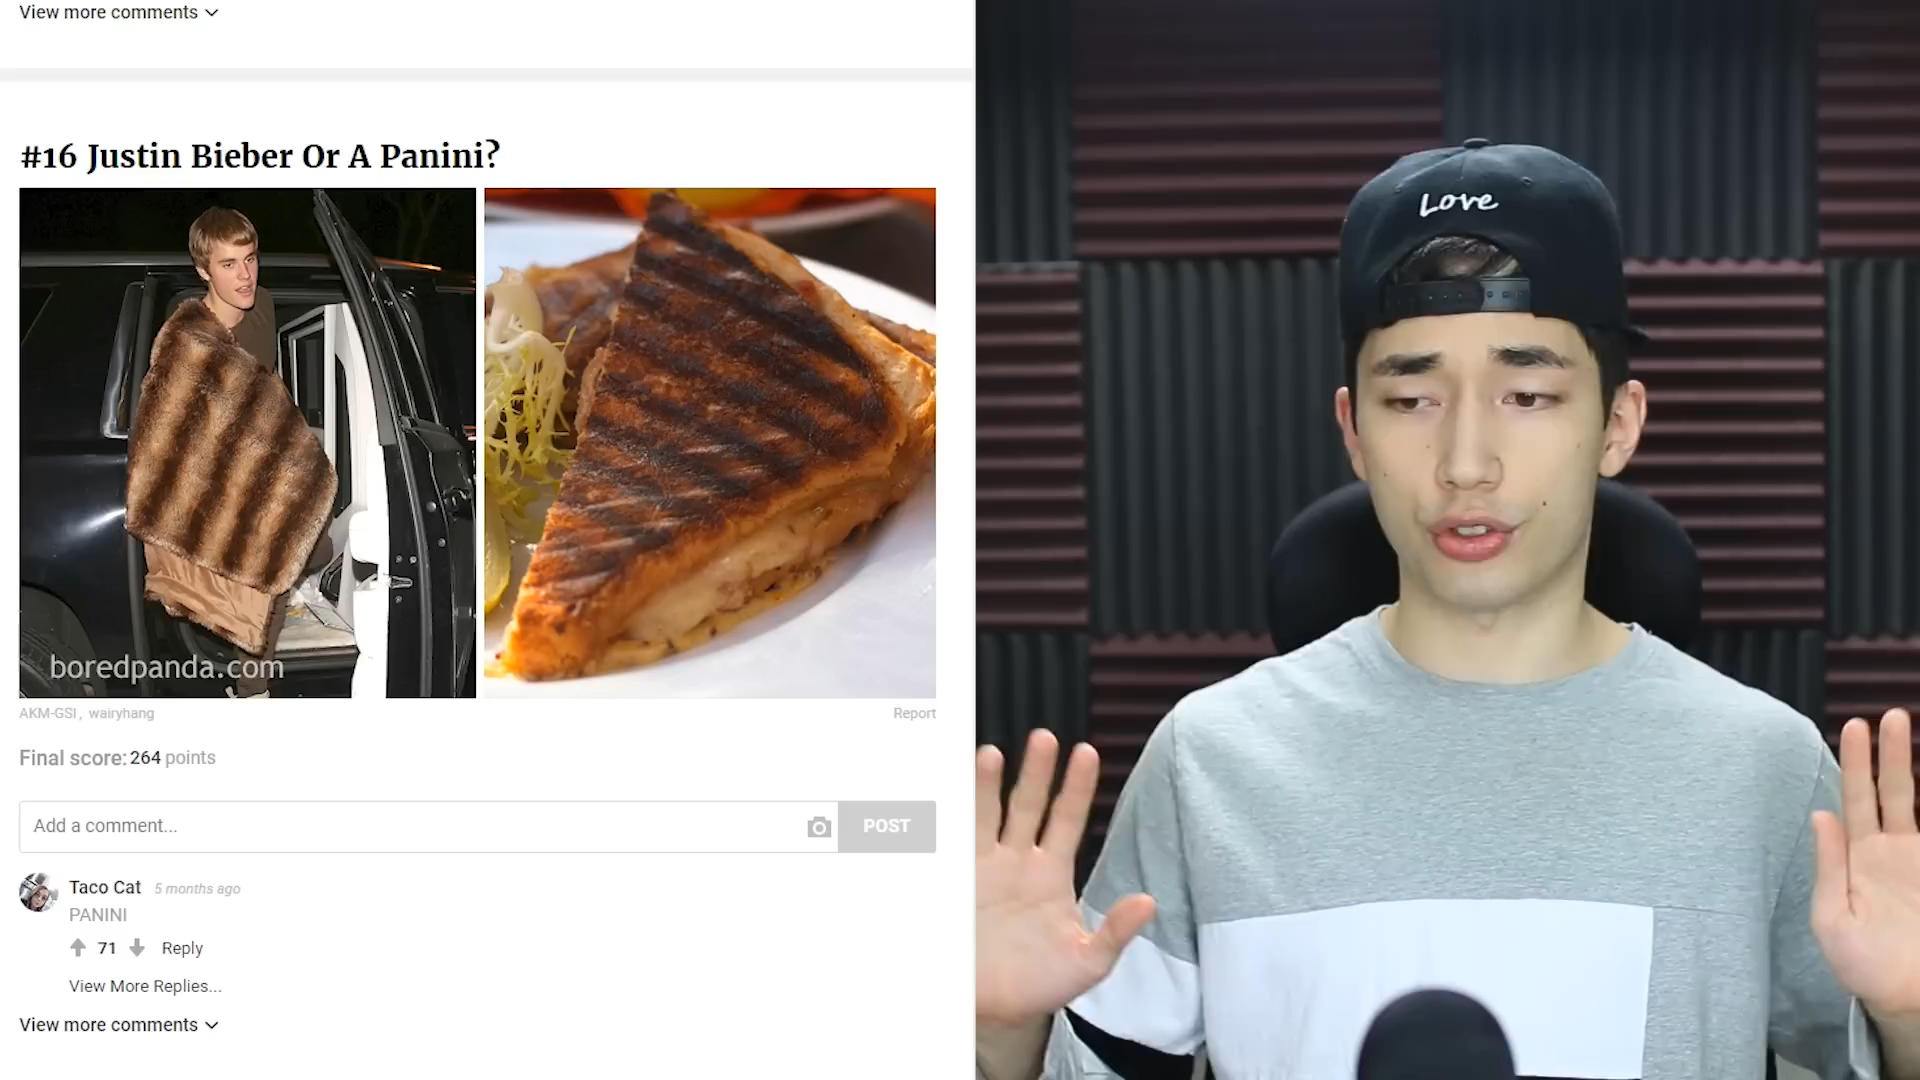 View more comments
#16 Justin Bieber Or A Panini?
boredpanda.com
AKM-GSI, wairyhang
Report
Final score: 264 points
Add a comment...
POST
Taco Cat 5 months ago
PANINI
71 Reply
View More Replies...
View more comments
Love